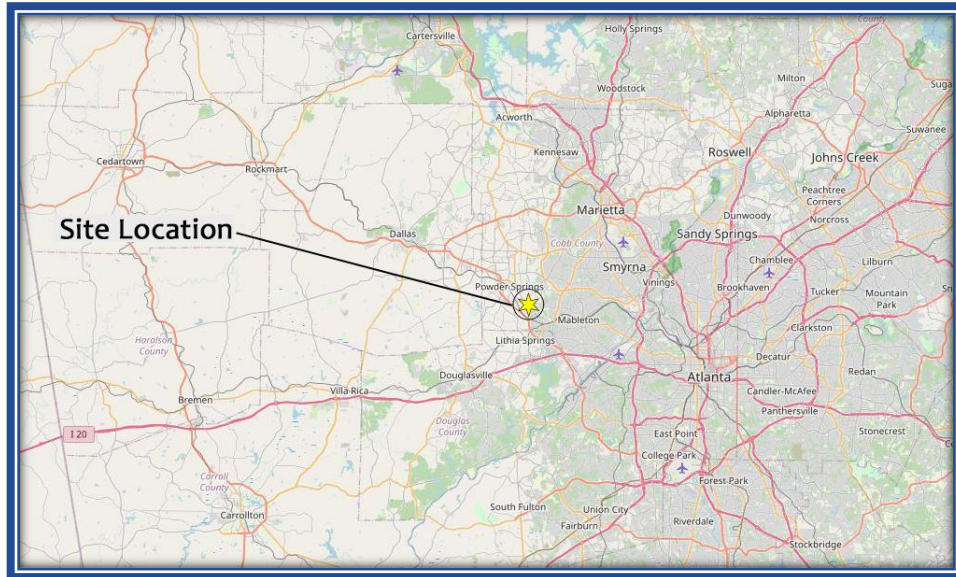 Holly Springs
County
Cartersville
Woodstock
Milton
Alpharetta
Acworth
Suwanee
Kennesaw
Roswell
Johns Creek
Cedartown
Rockmart
Peachtree
Corners
Marietta
Dunwoody
Norcross
Site Location
Dallas
Cobb County
Sandy Springs
Smyrna
Chamblee
Lilburn
Powder Springs
Vinings
Brookhaven
Tucker
Mountain
Park
Mableton
Clarkston
Haralson
County
Lithia Springs
Decatur
Redan
Douglasville
Atlanta
Villa Rica
Candler-McAfee
Bremen
Panthersville
Douglas
County
I 20
East Point
Stonecrest
College Park
Carroll
County
Forest Park
Carrollton
South Fulton
Union City
Fairburn
Riverdale
Stockbridge